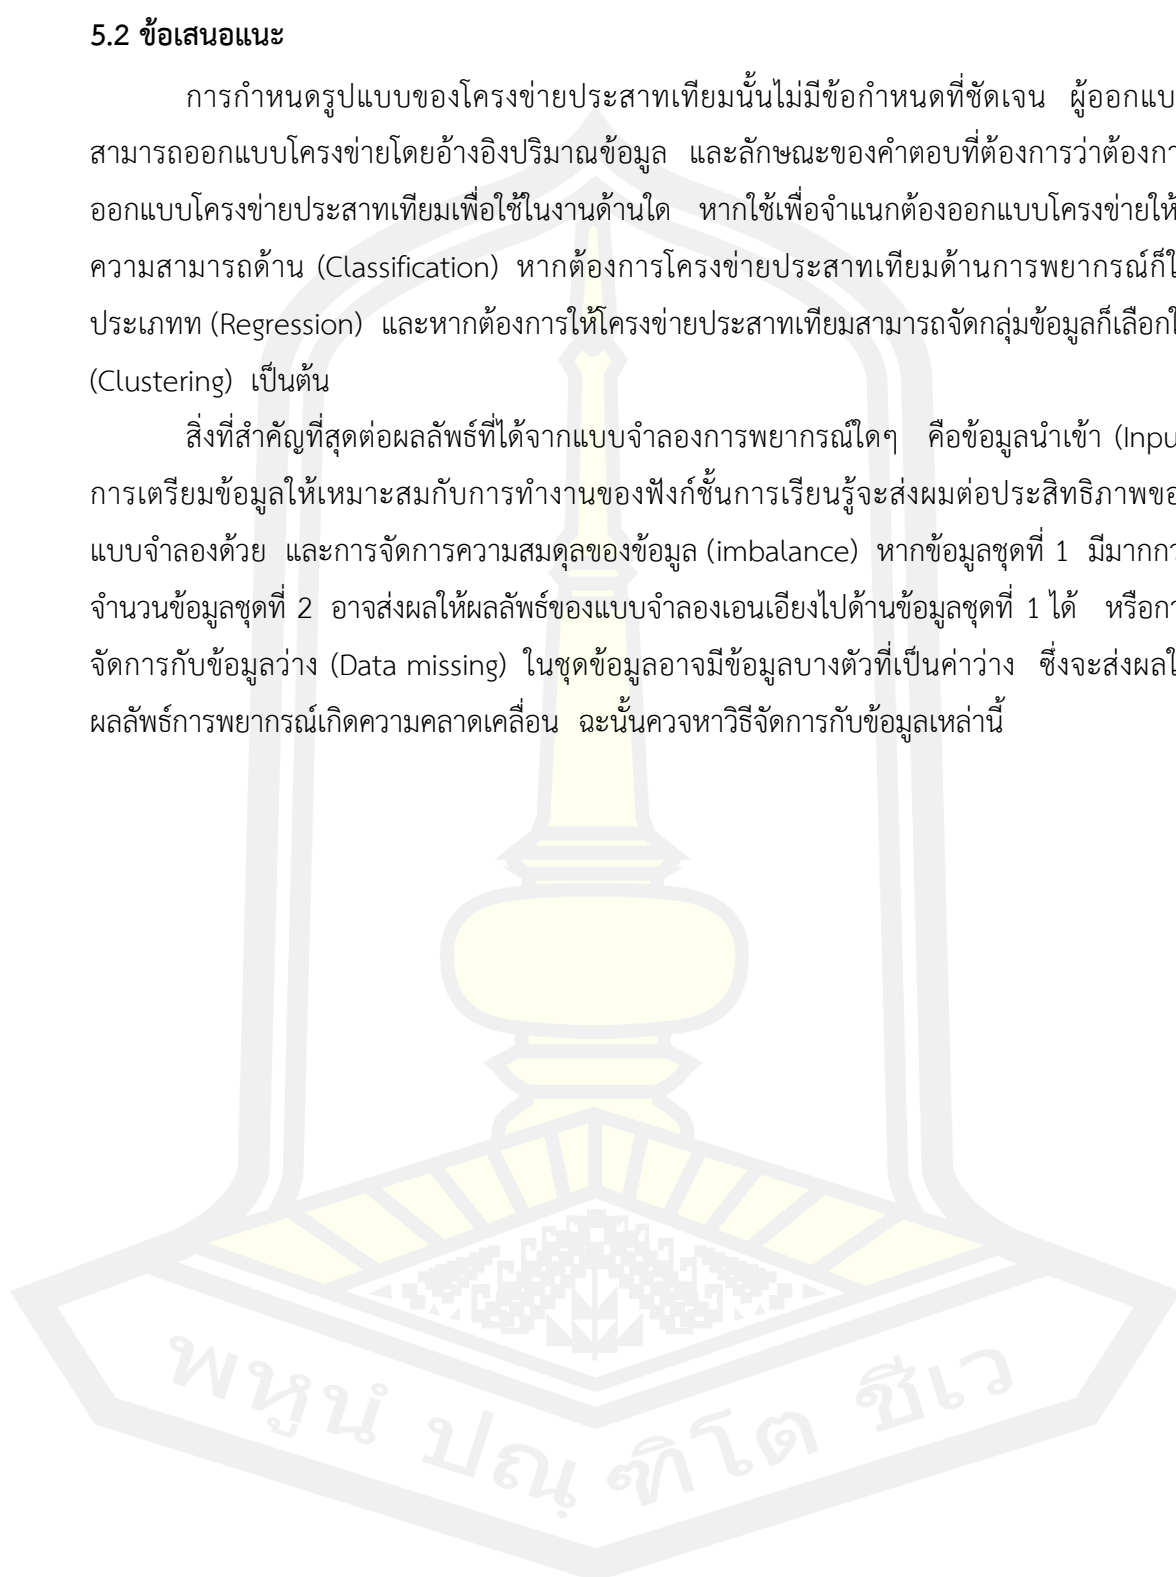 5.2 ข้อเสนอแนะ
การกำหนดรูปแบบของโครงข่ายประสาทเทียมนั้นไม่มีข้อกำหนดที่ชัดเจน ผู้ออกแบ
สามารถออกแบบโครงข่ายโดยอ้างอิงปริมาณข้อมูล และลักษณะของคำตอบที่ต้องการว่าต้องกา
ออกแบบโครงข่ายประสาทเทียมเพื่อใช้ในงานด้านใด หากใช้เพื่อจำแนกต้องออกแบบโครงข่ายให้
ความสามารถด้าน (Classification) หากต้องการโครงข่ายประสาทเทียมด้านการพยากรณ์ก็ใ
ประเภทท (Regression) และหากต้องการให้โครงข่ายประสาทเทียมสามารถจัดกลุ่มข้อมูลก็เลือกใ
(Clustering) เป็นต้น
สิ่งที่สำคัญที่สุดต่อผลลัพธ์ที่ได้จากแบบจำลองการพยากรณ์ใดๆ คือข้อมูลนำเข้า (Inpu
การเตรียมข้อมูลให้เหมาะสมกับการทำงานของฟังก์ชั้นการเรียนรู้จะส่งผมต่อประสิทธิภาพขอ
แบบจำลองด้วย และการจัดการความสมดุลของข้อมูล (imbalance) หากข้อมูลชุดที่ 1 มีมากกว
จำนวนข้อมูลชุดที่ 2 อาจส่งผลให้ผลลัพธ์ของแบบจำลองเอนเอียงไปด้านข้อมูลชุดที่ 1 ได้ หรือกา
จัดการกับข้อมูลว่าง (Data missing) ในชุดข้อมูลอาจมีข้อมูลบางตัวที่เป็นค่าว่าง ซึ่งจะส่งผลใ
ผลลัพธ์การพยากรณ์เกิดความคลาดเคลื่อน ฉะนั้นควจหาวิธีจัดการกับข้อมูลเหล่านี้
พหูนํ ปณฺฑิโต ชีเว